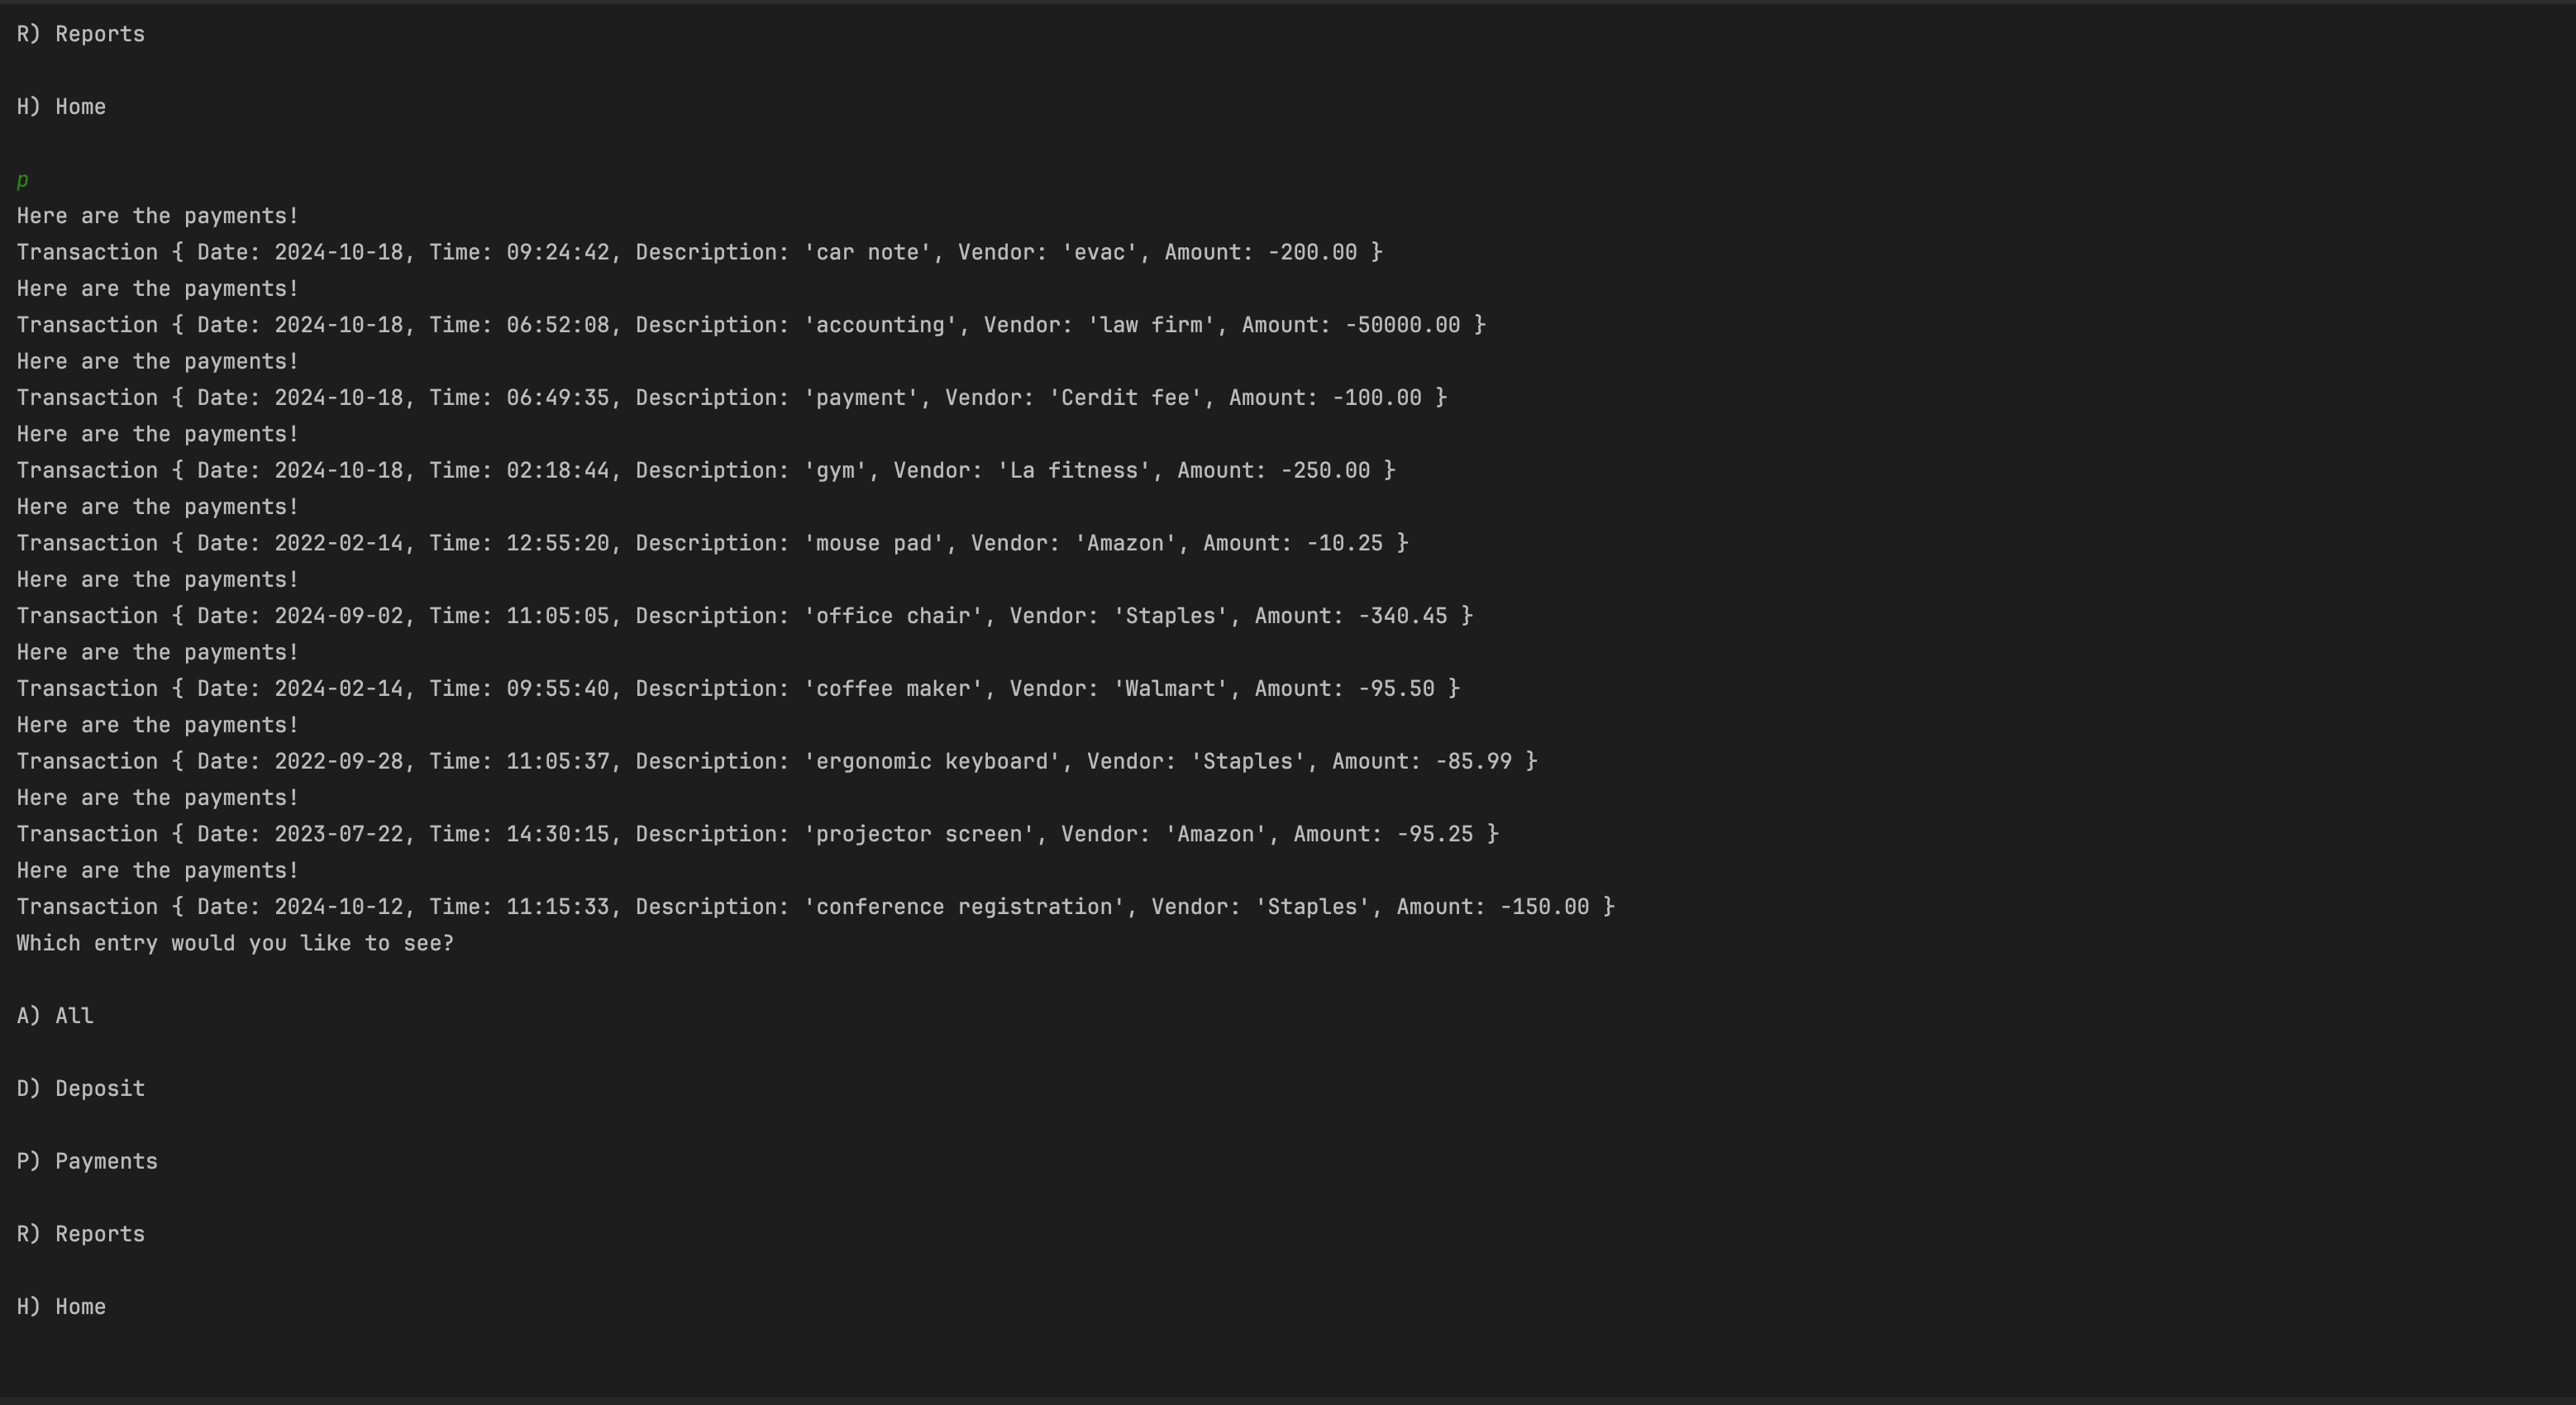 R) Reports
H) Home
p
Here are the payments!
Transaction { Date: 2024-10-18, Time: 09:24:42, Description: 'car note', Vendor: 'evac', Amount: -200.00 }
Here are the payments!
Transaction { Date: 2024-10-18, Time: 06:52:08, Description: 'accounting', Vendor: 'law firm', Amount: -50000.00 }
Here are the payments!
Transaction { Date: 2024-10-18, Time: 06:49:35, Description: 'payment', Vendor: 'Cerdit fee', Amount: -100.00 }
Here are the payments!
Transaction { Date: 2024-10-18, Time: 02:18:44, Description: 'gym', Vendor: 'La fitness', Amount: -250.00 }
Here are the payments!
Transaction { Date: 2022-02-14, Time: 12:55:20, Description: 'mouse pad', Vendor: 'Amazon', Amount: -10.25 }
Here are the payments!
Transaction { Date: 2024-09-02, Time: 11:05:05, Description: 'office chair', Vendor: 'Staples', Amount: -340.45 }
Here are the payments!
Transaction { Date: 2024-02-14, Time: 09:55:40, Description: 'coffee maker', Vendor: 'Walmart', Amount: -95.50 }
Here are the payments!
Transaction { Date: 2022-09-28, Time: 11:05:37, Description: 'ergonomic keyboard', Vendor: 'Staples', Amount: -85.99 }
Here are the payments!
Transaction { Date: 2023-07-22, Time: 14:30:15, Description: 'projector screen', Vendor: 'Amazon', Amount: -95.25 }
Here are the payments!
Transaction { Date: 2024-10-12, Time: 11:15:33, Description: 'conference registration', Vendor: 'Staples', Amount: -150.00 }
Which entry would you like to see?
A) All
D) Deposit
P) Payments
R) Reports
H) Home